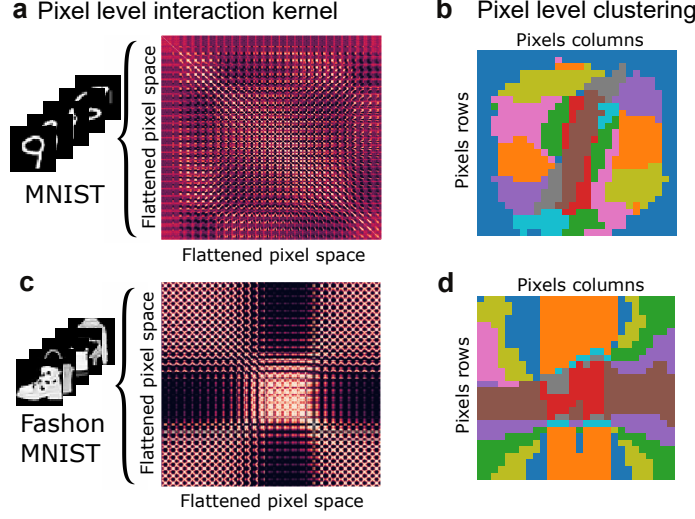 a Pixel level interaction kernel
b Pixel level clustering
MNIST
Flattened pixel space
Flattened pixel space
Pixels columns
Pixels rows
c
Fashon
MNIST
Flattened pixel space
Flattened pixel space
d
Pixels columns
Pixels rows